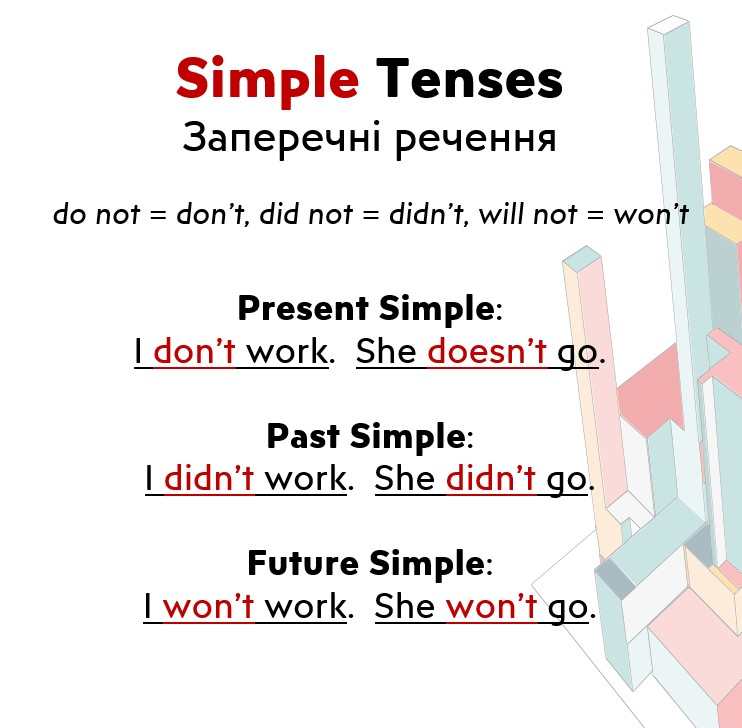 Simple Tenses
Заперечні речення
do not = don’t, did not = didn’t, will not = won’t
Present Simple:
I don’t work. She doesn’t go.
Past Simple:
I didn’t work. She didn’t go.
Future Simple:
I won’t work. She won’t go.